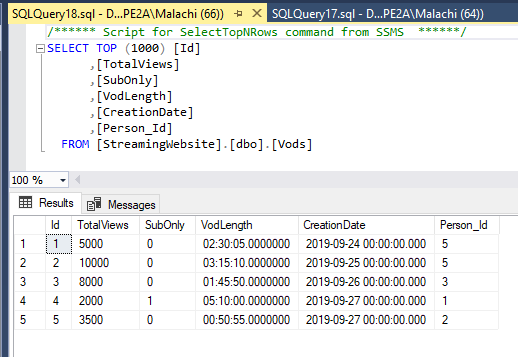 SQLQuery18.sql - D...PE2A\Malachi (66)) SQLQuery17.sql - D...PE2A\Malachi (64))
/****** Script for SelectTopNRows command from SSMS ******/
SELECT TOP (1000) [Id]
,[TotalViews]
,[SubOnly]
,[VodLength]
,[CreationDate]
,[Person_Id]
FROM [StreamingWebsite].[dbo].[Vods]
100 %
Results Messages
Id TotalViews SubOnly VodLength CreationDate Person_Id
1 1 5000 0 02:30:05.0000000 2019-09-24 00:00:00.000 5
2 2 10000 0 03:15:10.0000000 2019-09-25 00:00:00.000 5
3 3 8000 0 01:45:50.0000000 2019-09-26 00:00:00.000 3
4 4 2000 1 05:10:00.0000000 2019-09-27 00:00:00.000 1
5 5 3500 0 00:50:55.0000000 2019-09-27 00:00:00.000 2